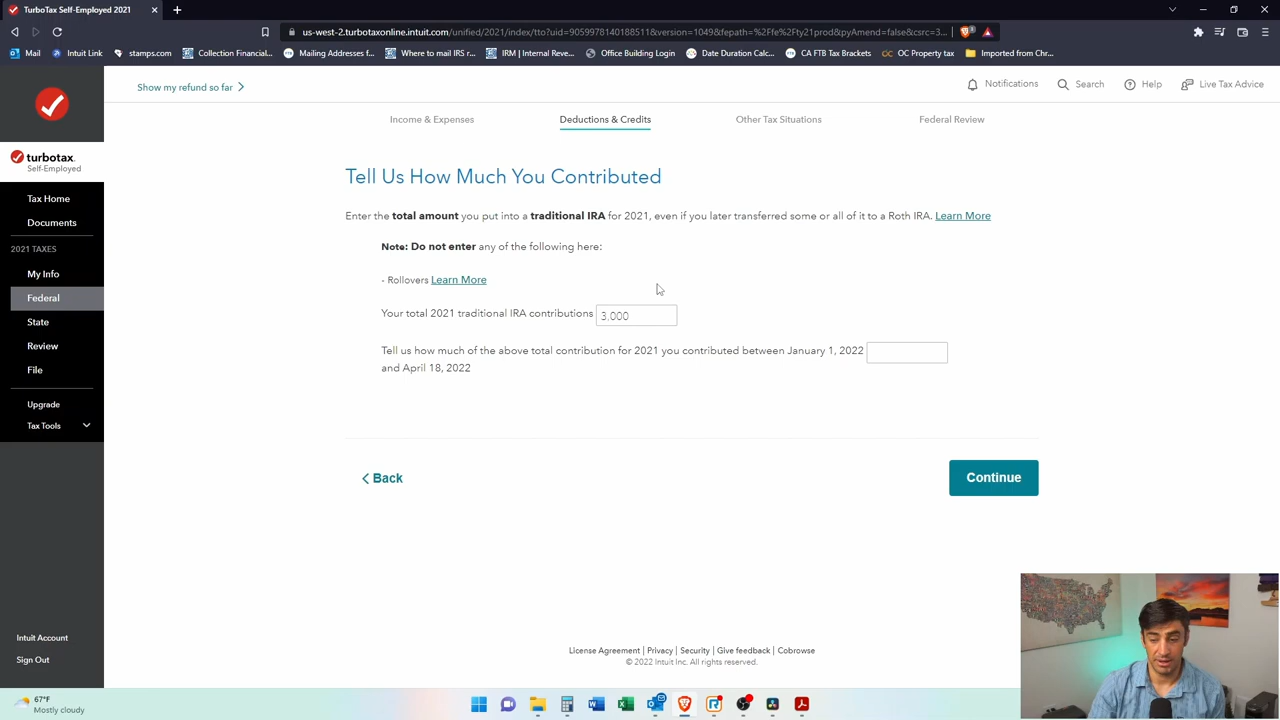 TurboTax Self-Employed 2021
us-west-2.turbotaxonline.intuit.com/unified/2021/index/tto?uid=9059978140188511&version=1049&fepath=%2Ffe%2Fty21prod&pyAmend=false&csrc=3...
Mail Intuit Link stamps.com Collection Financial... Mailing Addresses f... Where to mail IRS r... IRM | Internal Reven... Office Building Login Date Duration Calc... CA FTB Tax Brackets OC Property tax Imported from Chr...
Show my refund so far
Notifications Search Help Live Tax Advice
Income & Expenses Deductions & Credits Other Tax Situations Federal Review
turbotax
Self-Employed
Tax Home
Documents
2021 TAXES
My Info
Federal
State
Review
File
Upgrade
Tax Tools
Intuit Account
Sign Out
Tell Us How Much You Contributed
Enter the total amount you put into a traditional IRA for 2021, even if you later transferred some or all of it to a Roth IRA. Learn More
Note: Do not enter any of the following here:
- Rollovers Learn More
Your total 2021 traditional IRA contributions 3,000
Tell us how much of the above total contribution for 2021 you contributed between January 1, 2022
and April 18, 2022
Back
Continue
License Agreement | Privacy | Security | Give feedback | Cobrowse
© 2022 Intuit Inc. All rights reserved.
67°F
Mostly cloudy